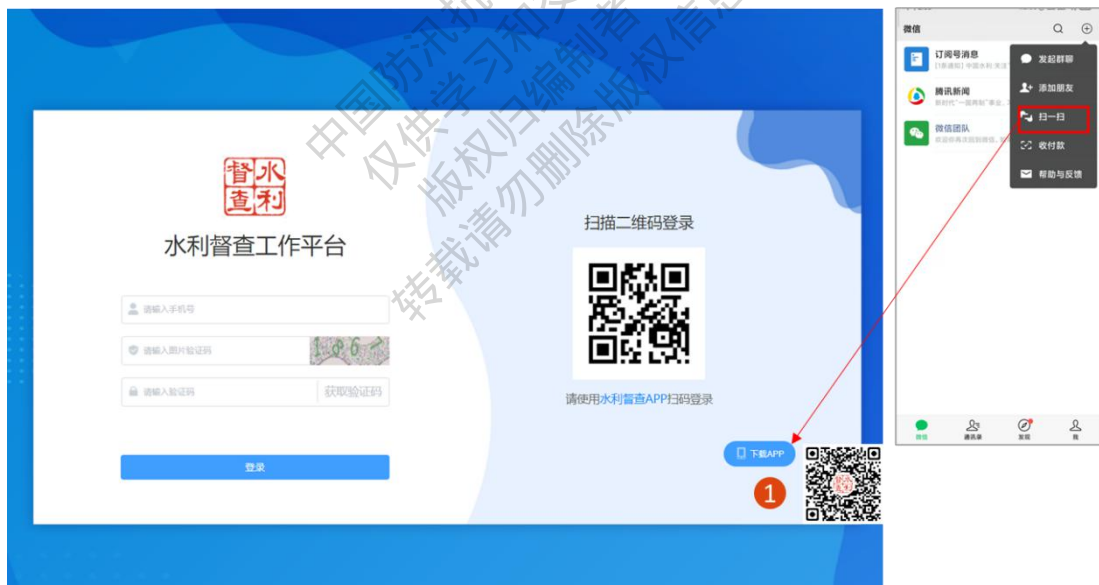 中国防汛抗
仅供学习和交
版权归编制者
转载请勿删除版权信息
督水
查利
水利督查工作平台
请输入手机号
请输入图片验证码
1867
请输入验证码
获取验证码
登录
扫描二维码登录
请使用水利督查APP扫码登录
下载APP
1
微信
订阅号消息
腾讯新闻
微信团队
发起群聊
添加朋友
扫一扫
收付款
帮助与反馈
微信
通讯录
发现
我